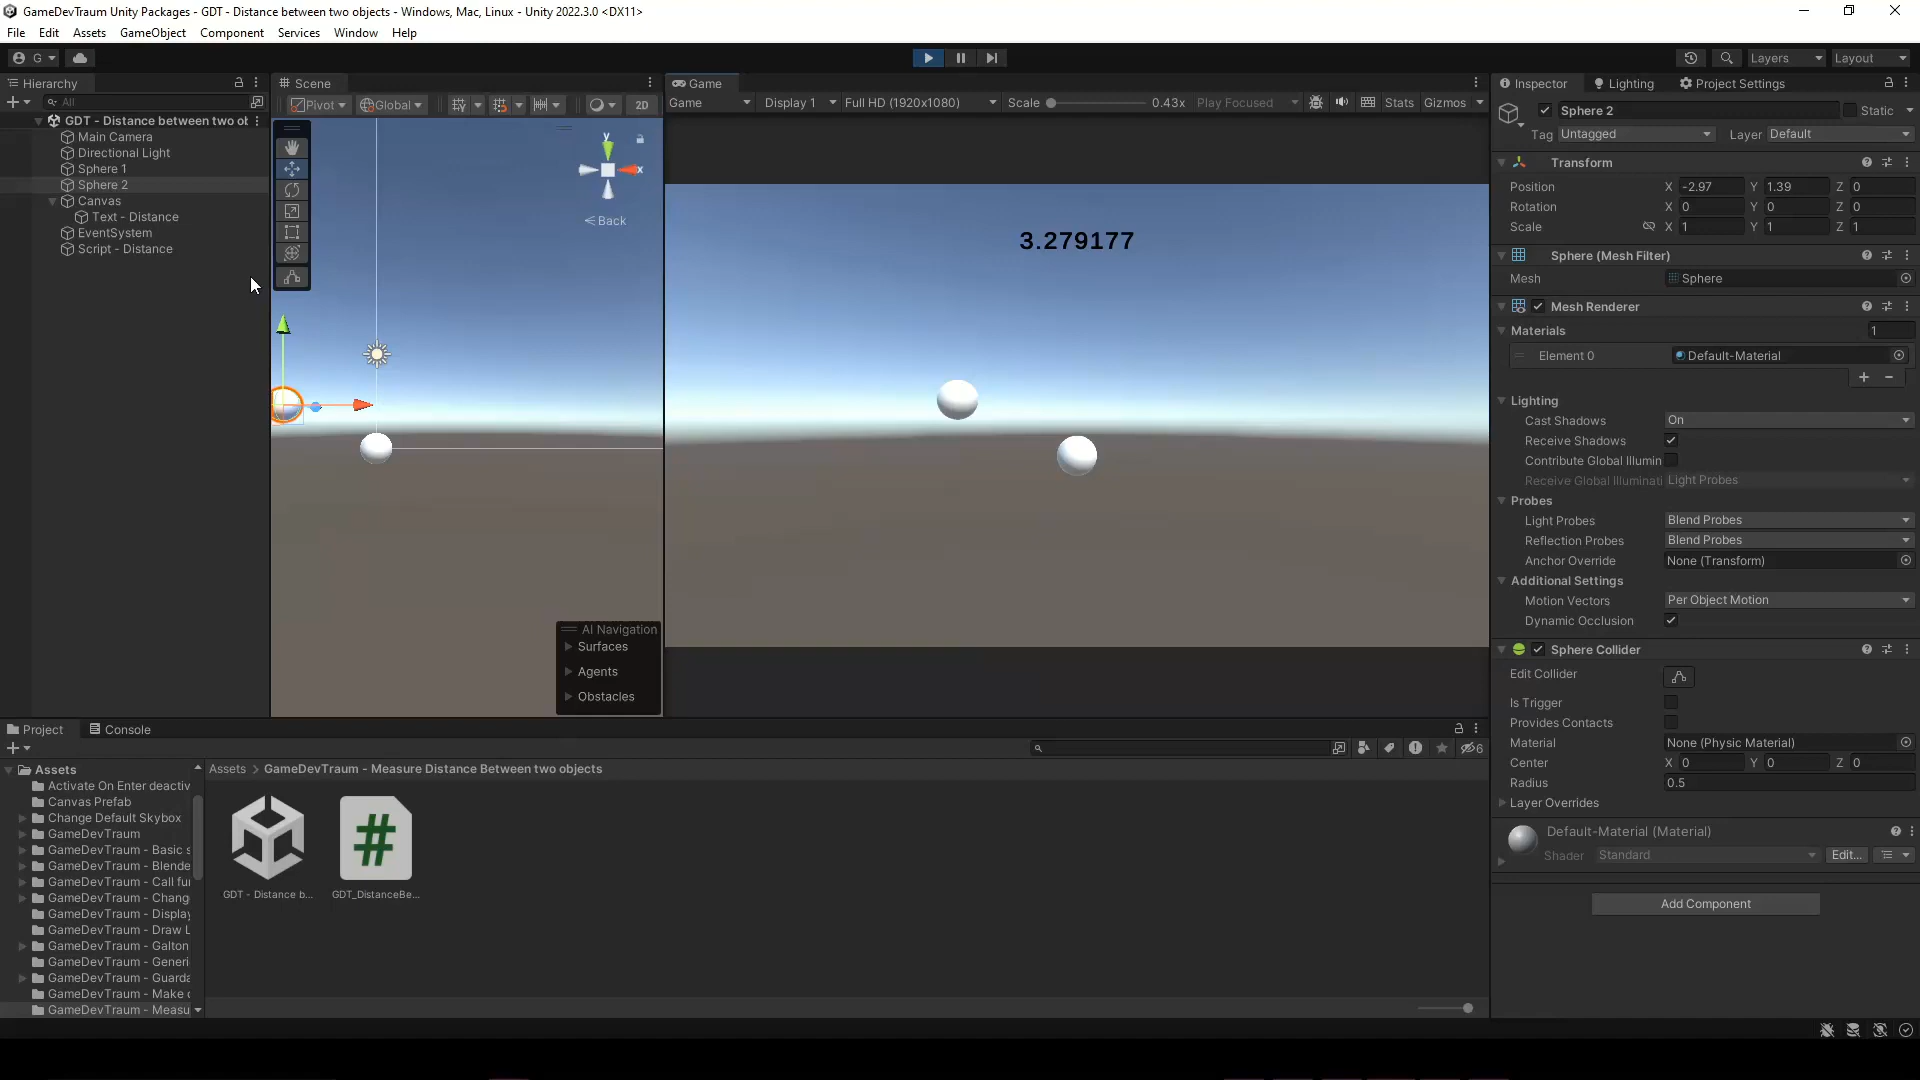 GameDevTraum Unity Packages - GDT - Distance between two objects - Windows, Mac, Linux - Unity 2022.3.0 <DX11>
File Edit Assets GameObject Component Services Window Help
G
Layers
Layout
Hierarchy
All
GDT - Distance between two ob
Main Camera
Directional Light
Sphere 1
Sphere 2
Canvas
Text - Distance
EventSystem
Script - Distance
Scene
Pivot
Global
2D
y
x
Back
AI Navigation
Surfaces
Agents
Obstacles
Game
Game
Display 1
Full HD (1920x1080)
Scale
0.43x
Play Focused
Stats
Gizmos
3.279177
Inspector
Lighting
Project Settings
Sphere 2
Static
Tag Untagged
Layer Default
Transform
Position X -2.97 Y 1.39 Z 0
Rotation X 0 Y 0 Z 0
Scale X 1 Y 1 Z 1
Sphere (Mesh Filter)
Mesh Sphere
Mesh Renderer
Materials 1
Element 0 Default-Material
Lighting
Cast Shadows On
Receive Shadows
Contribute Global Illumin
Receive Global Illuminati Light Probes
Probes
Light Probes Blend Probes
Reflection Probes Blend Probes
Anchor Override None (Transform)
Additional Settings
Motion Vectors Per Object Motion
Dynamic Occlusion
Sphere Collider
Edit Collider
Is Trigger
Provides Contacts
Material None (Physic Material)
Center X 0 Y 0 Z 0
Radius 0.5
Layer Overrides
Default-Material (Material)
Shader Standard Edit...
Add Component
Project
Console
6
Assets
Activate On Enter deactiv
Canvas Prefab
Change Default Skybox
GameDevTraum
GameDevTraum - Basic s
GameDevTraum - Blende
GameDevTraum - Call fu
GameDevTraum - Chang
GameDevTraum - Display
GameDevTraum - Draw L
GameDevTraum - Galton
GameDevTraum - Generi
GameDevTraum - Guarda
GameDevTraum - Make
GameDevTraum - Measu
Assets > GameDevTraum - Measure Distance Between two objects
#
GDT - Distance b...
GDT_DistanceBe...